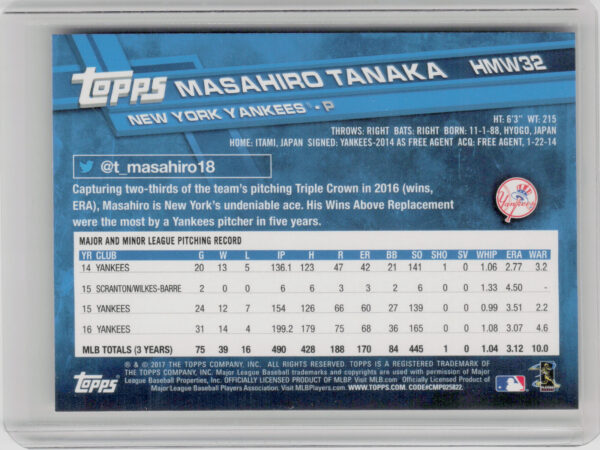 TOPPS MASAHIRO TANAKA HMW32
NEW YORK YANKEES® - P
HT: 6'3" WT: 215
THROWS: RIGHT BATS: RIGHT BORN: 11-1-88, HYOGO, JAPAN
HOME: ITAMI, JAPAN SIGNED: YANKEES-2014 AS FREE AGENT ACQ: FREE AGENT, 1-22-14
@t_masahiro18
Capturing two-thirds of the team's pitching Triple Crown in 2016 (wins,
ERA), Masahiro is New York's undeniable ace. His Wins Above Replacement
were the most by a Yankees pitcher in five years.
Yankees
MAJOR AND MINOR LEAGUE PITCHING RECORD
YR CLUB G W L IP H R ER BB SO SHO SV WHIP ERA WAR
14 YANKEES 20 13 5 136.1 123 47 42 21 141 1 0 1.06 2.77 3.2
15 SCRANTON/WILKES-BARRE 2 0 0 6 6 3 3 2 6 0 0 1.33 4.50 -
15 YANKEES 24 12 7 154 126 66 60 27 139 0 0 0.99 3.51 2.2
16 YANKEES 31 14 4 199.2 179 75 68 36 165 0 0 1.08 3.07 4.6
MLB TOTALS (3 YEARS) 75 39 16 490 428 188 170 84 445 1 0 1.04 3.12 10.0
® & © 2017 THE TOPPS COMPANY, INC. ALL RIGHTS RESERVED. TOPPS IS A REGISTERED TRADEMARK OF
THE TOPPS COMPANY, INC. Major League Baseball trademarks and copyrights are used with permission of Major
League Baseball Properties, Inc. OFFICIALLY LICENSED PRODUCT OF MLBP. Visit MLB.com Officially Licensed Product of
Major League Baseball Players Association. Visit MLBPlayers.com. WWW.TOPPS.COM. CODE#CMP025822.
TOPPS